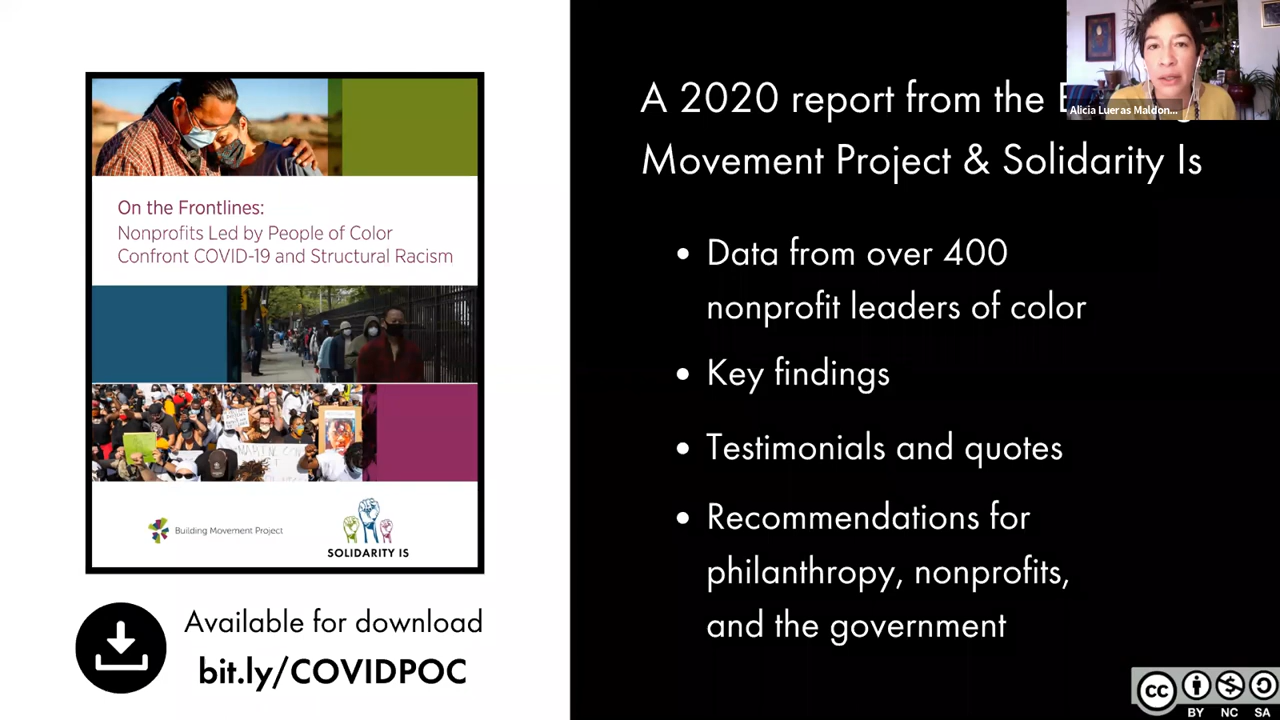 On the Frontlines:
Nonprofits Led by People of Color
Confront COVID-19 and Structural Racism
Building Movement Project
SOLIDARITY IS
Available for download
bit.ly/COVIDPOC
A 2020 report from the
Movement Project & Solidarity Is
• Data from over 400
nonprofit leaders of color
• Key findings
• Testimonials and quotes
• Recommendations for
philanthropy, nonprofits,
and the government
Alicia Lueras Maldon...
cc
BY NC SA